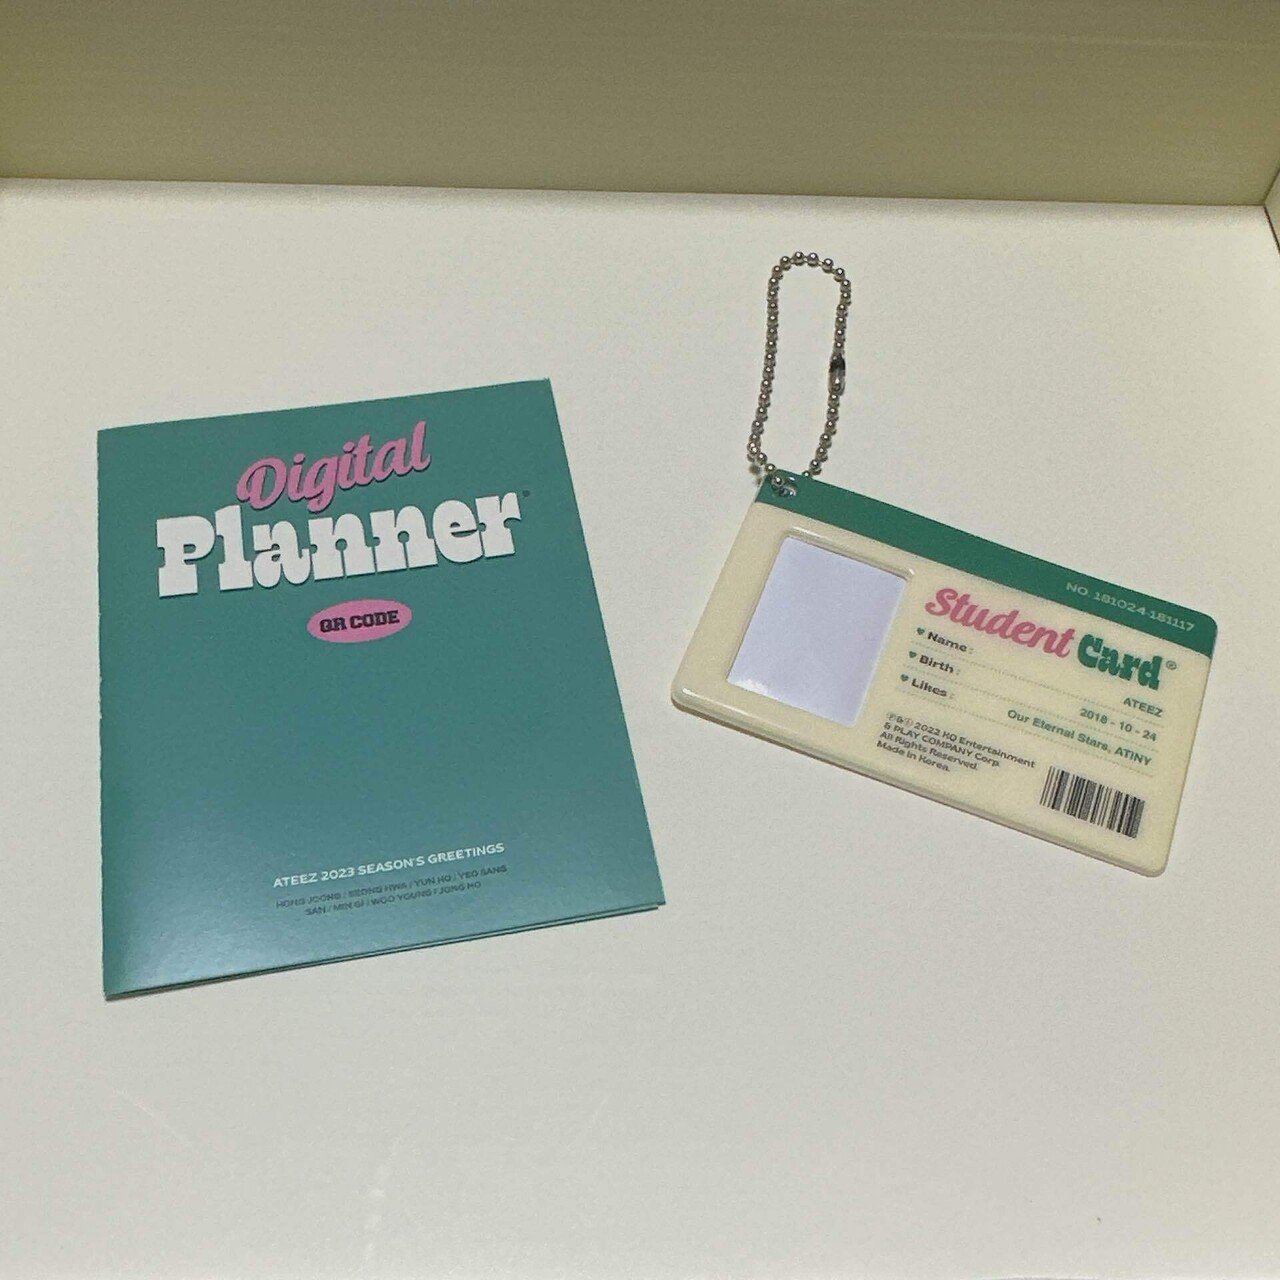 Digital
Planner
QR CODE
ATEEZ 2023 SEASON'S GREETINGS
HONG JOONG / SEONG HWA / YUN HO / YEO SANG
SAN / MIN GI / WOO YOUNG / JONG HO
NO. 181024-181117
Student Card®
Name : ATEEZ
Birth : 2018 - 10 - 24
Likes : Our Eternal Stars, ATINY
℗&© 2022 KQ Entertainment
& PLAY COMPANY Corp.
All Rights Reserved.
Made in Korea.